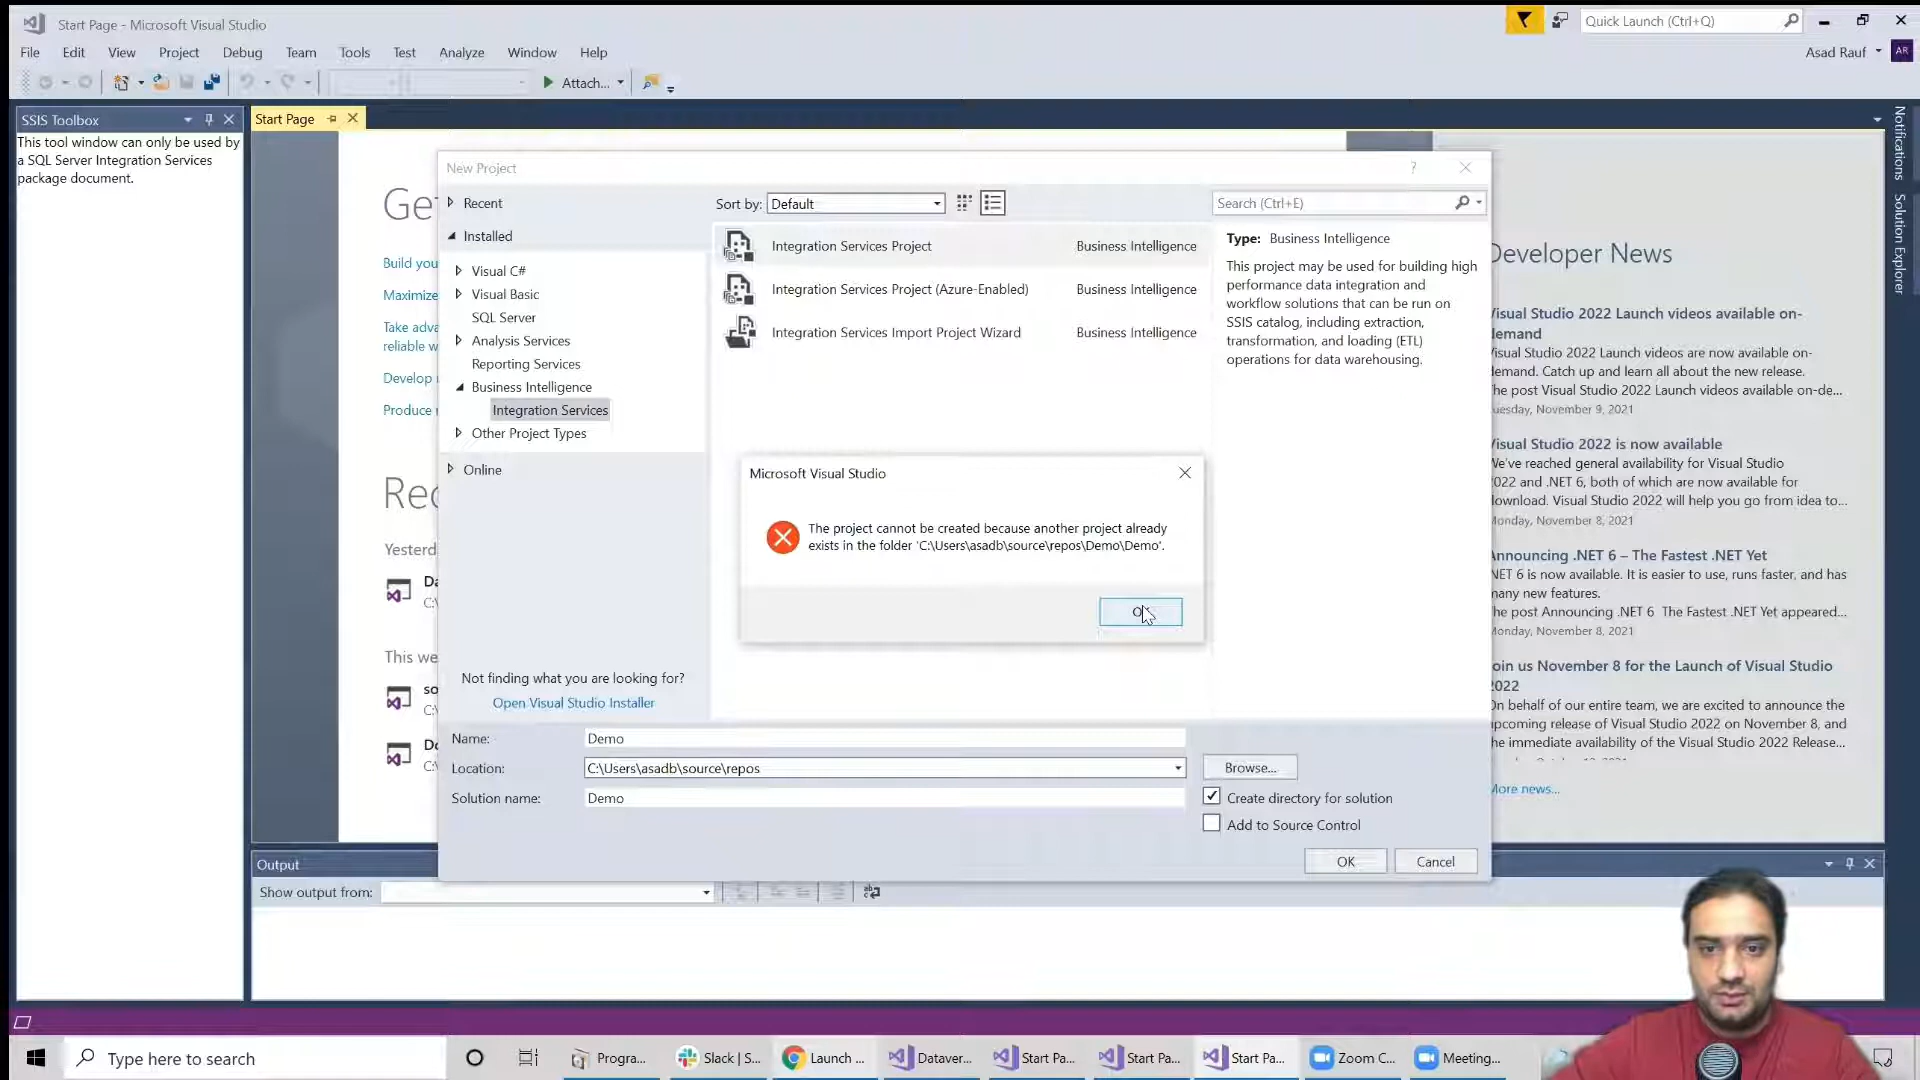 Start Page - Microsoft Visual Studio
Quick Launch (Ctrl+Q)
File Edit View Project Debug Team Tools Test Analyze Window Help
Asad Rauf
AR
Attach...
SSIS Toolbox
This tool window can only be used by
a SQL Server Integration Services
package document.
Start Page
New Project
?
Recent
Installed
Visual C#
Visual Basic
SQL Server
Analysis Services
Reporting Services
Business Intelligence
Integration Services
Other Project Types
Online
Not finding what you are looking for?
Open Visual Studio Installer
Sort by: Default
Integration Services Project Business Intelligence
Integration Services Project (Azure-Enabled) Business Intelligence
Integration Services Import Project Wizard Business Intelligence
Search (Ctrl+E)
Type: Business Intelligence
This project may be used for building high
performance data integration and
workflow solutions that can be run on
SSIS catalog, including extraction,
transformation, and loading (ETL)
operations for data warehousing.
Microsoft Visual Studio
The project cannot be created because another project already
exists in the folder 'C:\Users\asadb\source\repos\Demo\Demo'.
Name: Demo
Location: C:\Users\asadb\source\repos
Browse...
Solution name: Demo
Create directory for solution
Add to Source Control
OK Cancel
Get
Build you
Maximize
Take adva
reliable w
Develop
Produce
Rec
Yesterd
Da
C:\
This we
so
C:\
De
C:\
Developer News
Visual Studio 2022 Launch videos available on-
demand
Visual Studio 2022 Launch videos are now available on-
demand. Catch up and learn all about the new release.
The post Visual Studio 2022 Launch videos available on-de...
Tuesday, November 9, 2021
Visual Studio 2022 is now available
We've reached general availability for Visual Studio
2022 and .NET 6, both of which are now available for
download. Visual Studio 2022 will help you go from idea to...
Monday, November 8, 2021
Announcing .NET 6 – The Fastest .NET Yet
.NET 6 is now available. It is easier to use, runs faster, and has
many new features.
The post Announcing .NET 6 The Fastest .NET Yet appeared...
Monday, November 8, 2021
Join us November 8 for the Launch of Visual Studio
2022
On behalf of our entire team, we are excited to announce the
upcoming release of Visual Studio 2022 on November 8, and
the immediate availability of the Visual Studio 2022 Release...
More news...
Notifications
Solution Explorer
Output
Show output from:
Type here to search
Progra...
Slack | S...
Launch ...
Dataver...
Start Pa...
Start Pa...
Start Pa...
Zoom C...
Meeting...